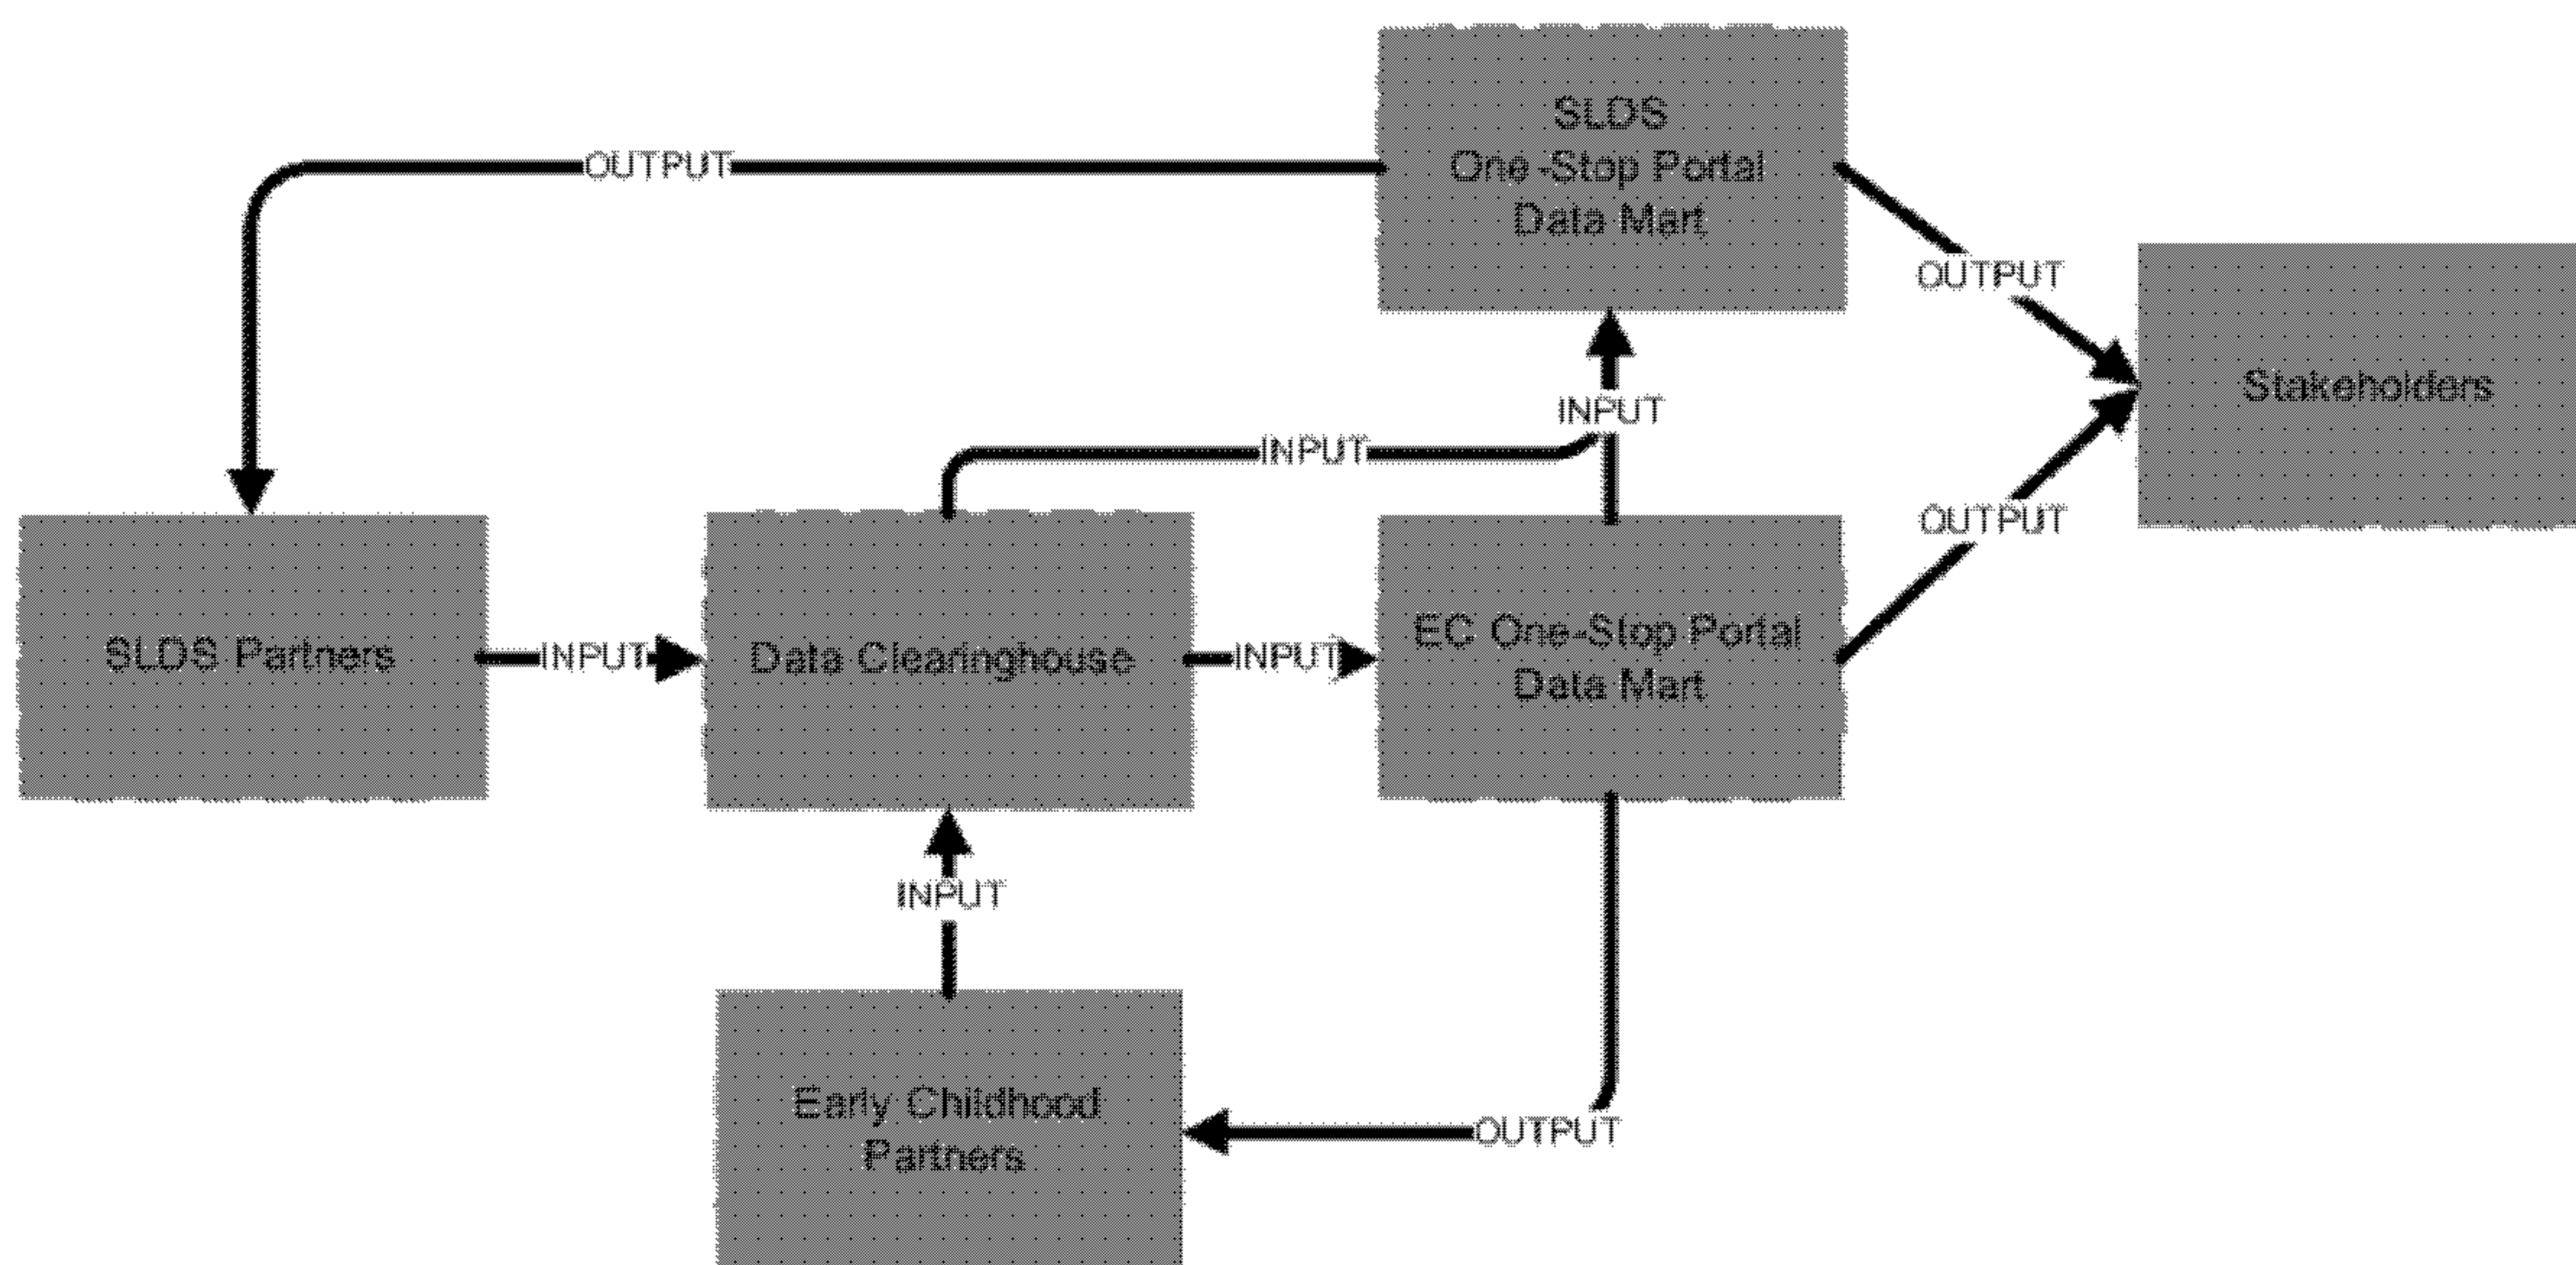 SLDS
One-Stop Portal
Data Mart
OUTPUT
OUTPUT
Stakeholders
INPUT
INPUT
OUTPUT
SLDS Partners
INPUT
Data Clearinghouse
INPUT
EC One-Stop Portal
Data Mart
INPUT
Early Childhood
Partners
OUTPUT